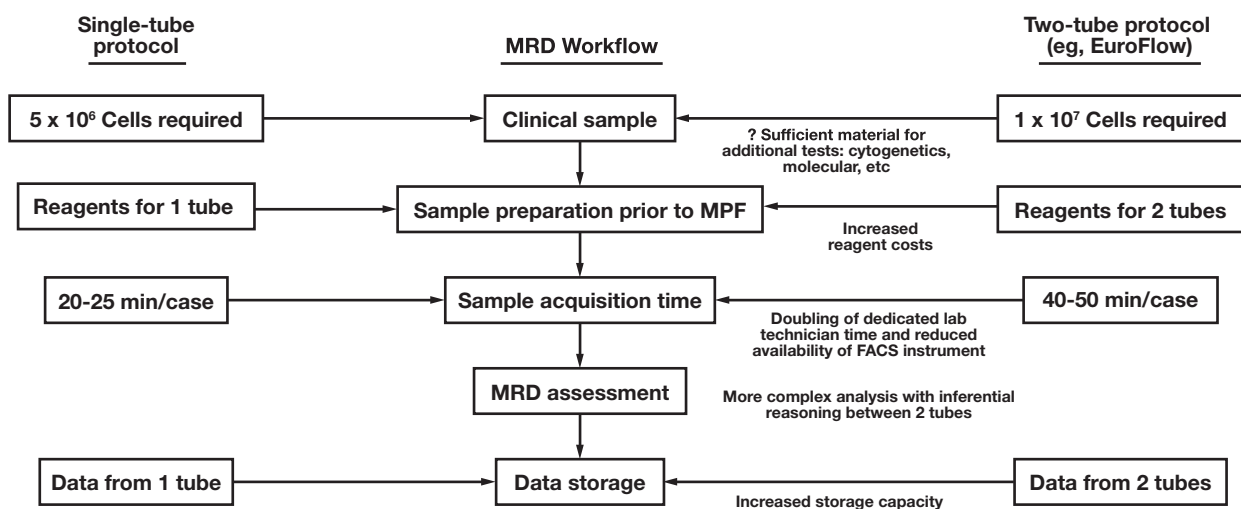 Single-tube
protocol
MRD Workflow
Two-tube protocol
(eg, EuroFlow)
5 x 10⁶ Cells required
Clinical sample
1 x 10⁷ Cells required
? Sufficient material for
additional tests: cytogenetics,
molecular, etc
Reagents for 1 tube
Sample preparation prior to MPF
Reagents for 2 tubes
Increased
reagent costs
20-25 min/case
Sample acquisition time
40-50 min/case
Doubling of dedicated lab
technician time and reduced
availability of FACS instrument
MRD assessment
More complex analysis with inferential
reasoning between 2 tubes
Data from 1 tube
Data storage
Data from 2 tubes
Increased storage capacity